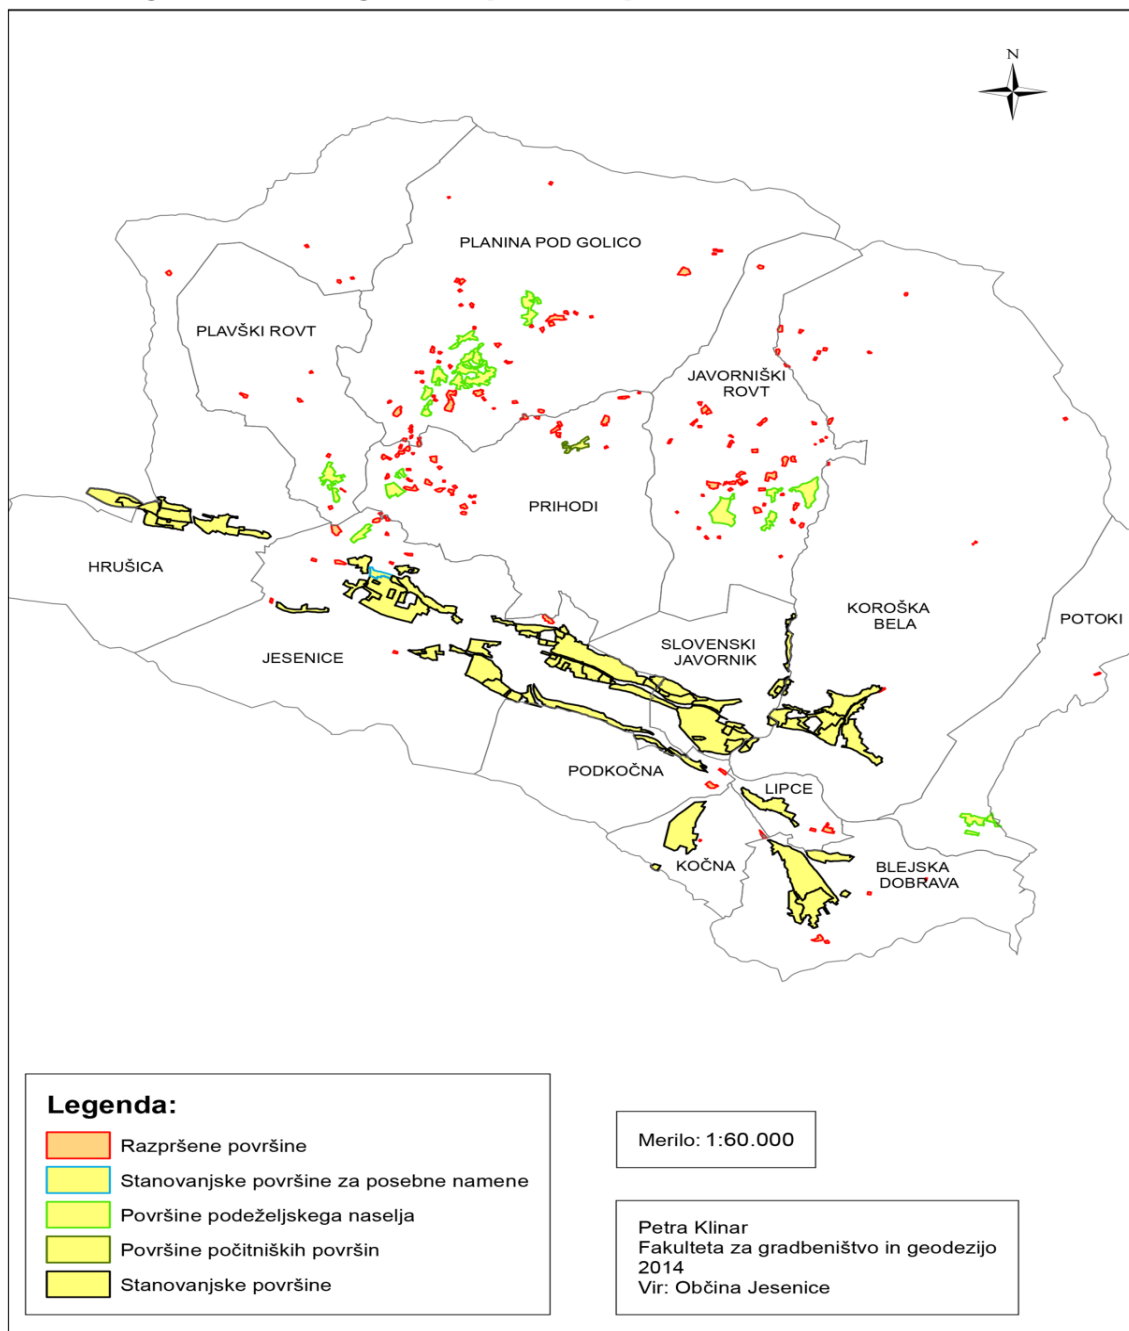 N
PLANINA POD GOLICO
PLAVŠKI ROVT
JAVORNIŠKI
ROVT
PRIHODI
HRUŠICA
KOROŠKA
BELA
POTOKI
SLOVENSKI
JAVORNIK
JESENICE
PODKOČNA
LIPCE
KOČNA
BLEJSKA
DOBRAVA
Legenda:
Razpršene površine
Stanovanjske površine za posebne namene
Površine podeželjskega naselja
Površine počitniških površin
Stanovanjske površine
Merilo: 1:60.000
Petra Klinar
Fakulteta za gradbeništvo in geodezijo
2014
Vir: Občina Jesenice